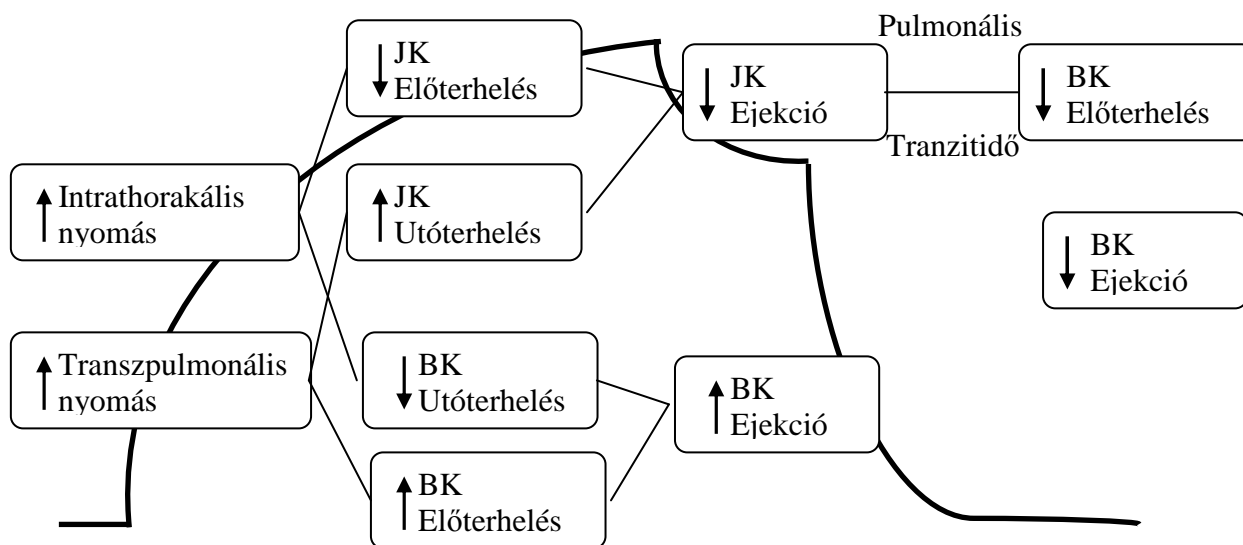 JK
Előterhelés
Pulmonális
JK
Ejekció
BK
Előterhelés
Tranzitidő
Intrathorakális
nyomás
JK
Utóterhelés
BK
Ejekció
Transzpulmonális
nyomás
BK
Utóterhelés
BK
Ejekció
BK
Előterhelés